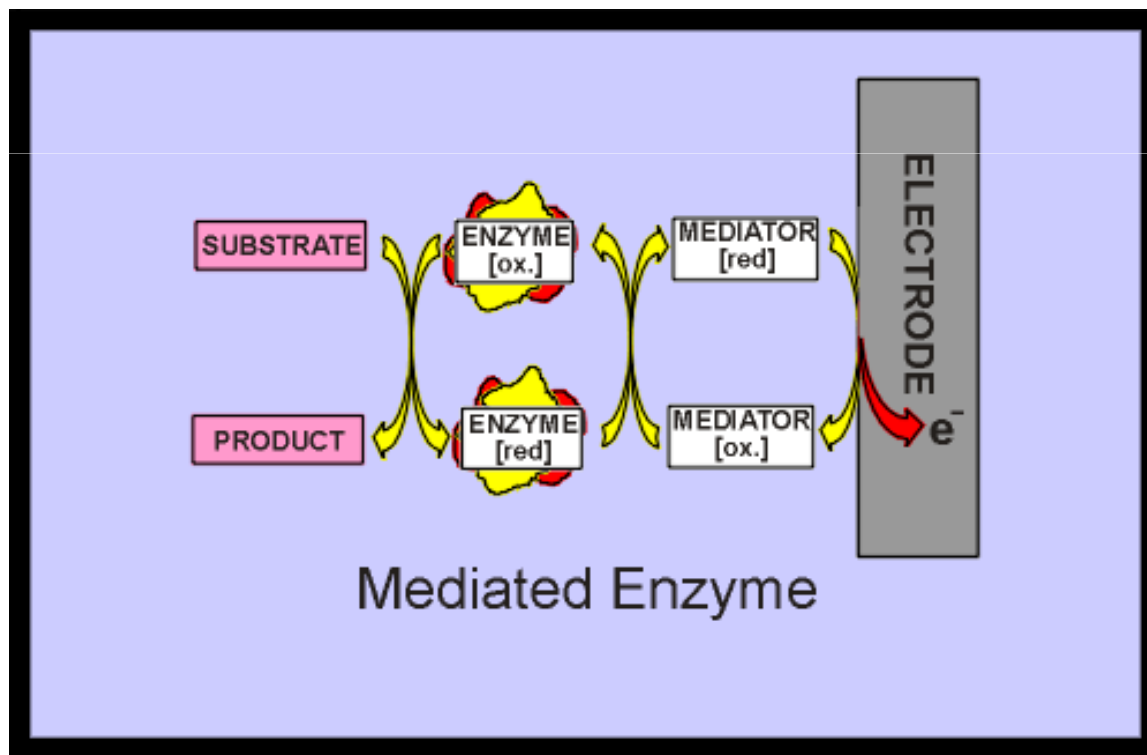 SUBSTRATE
ENZYME
[ox.]
MEDIATOR
[red]
ELECTRODE
PRODUCT
ENZYME
[red]
MEDIATOR
[ox.]
e-
Mediated Enzyme